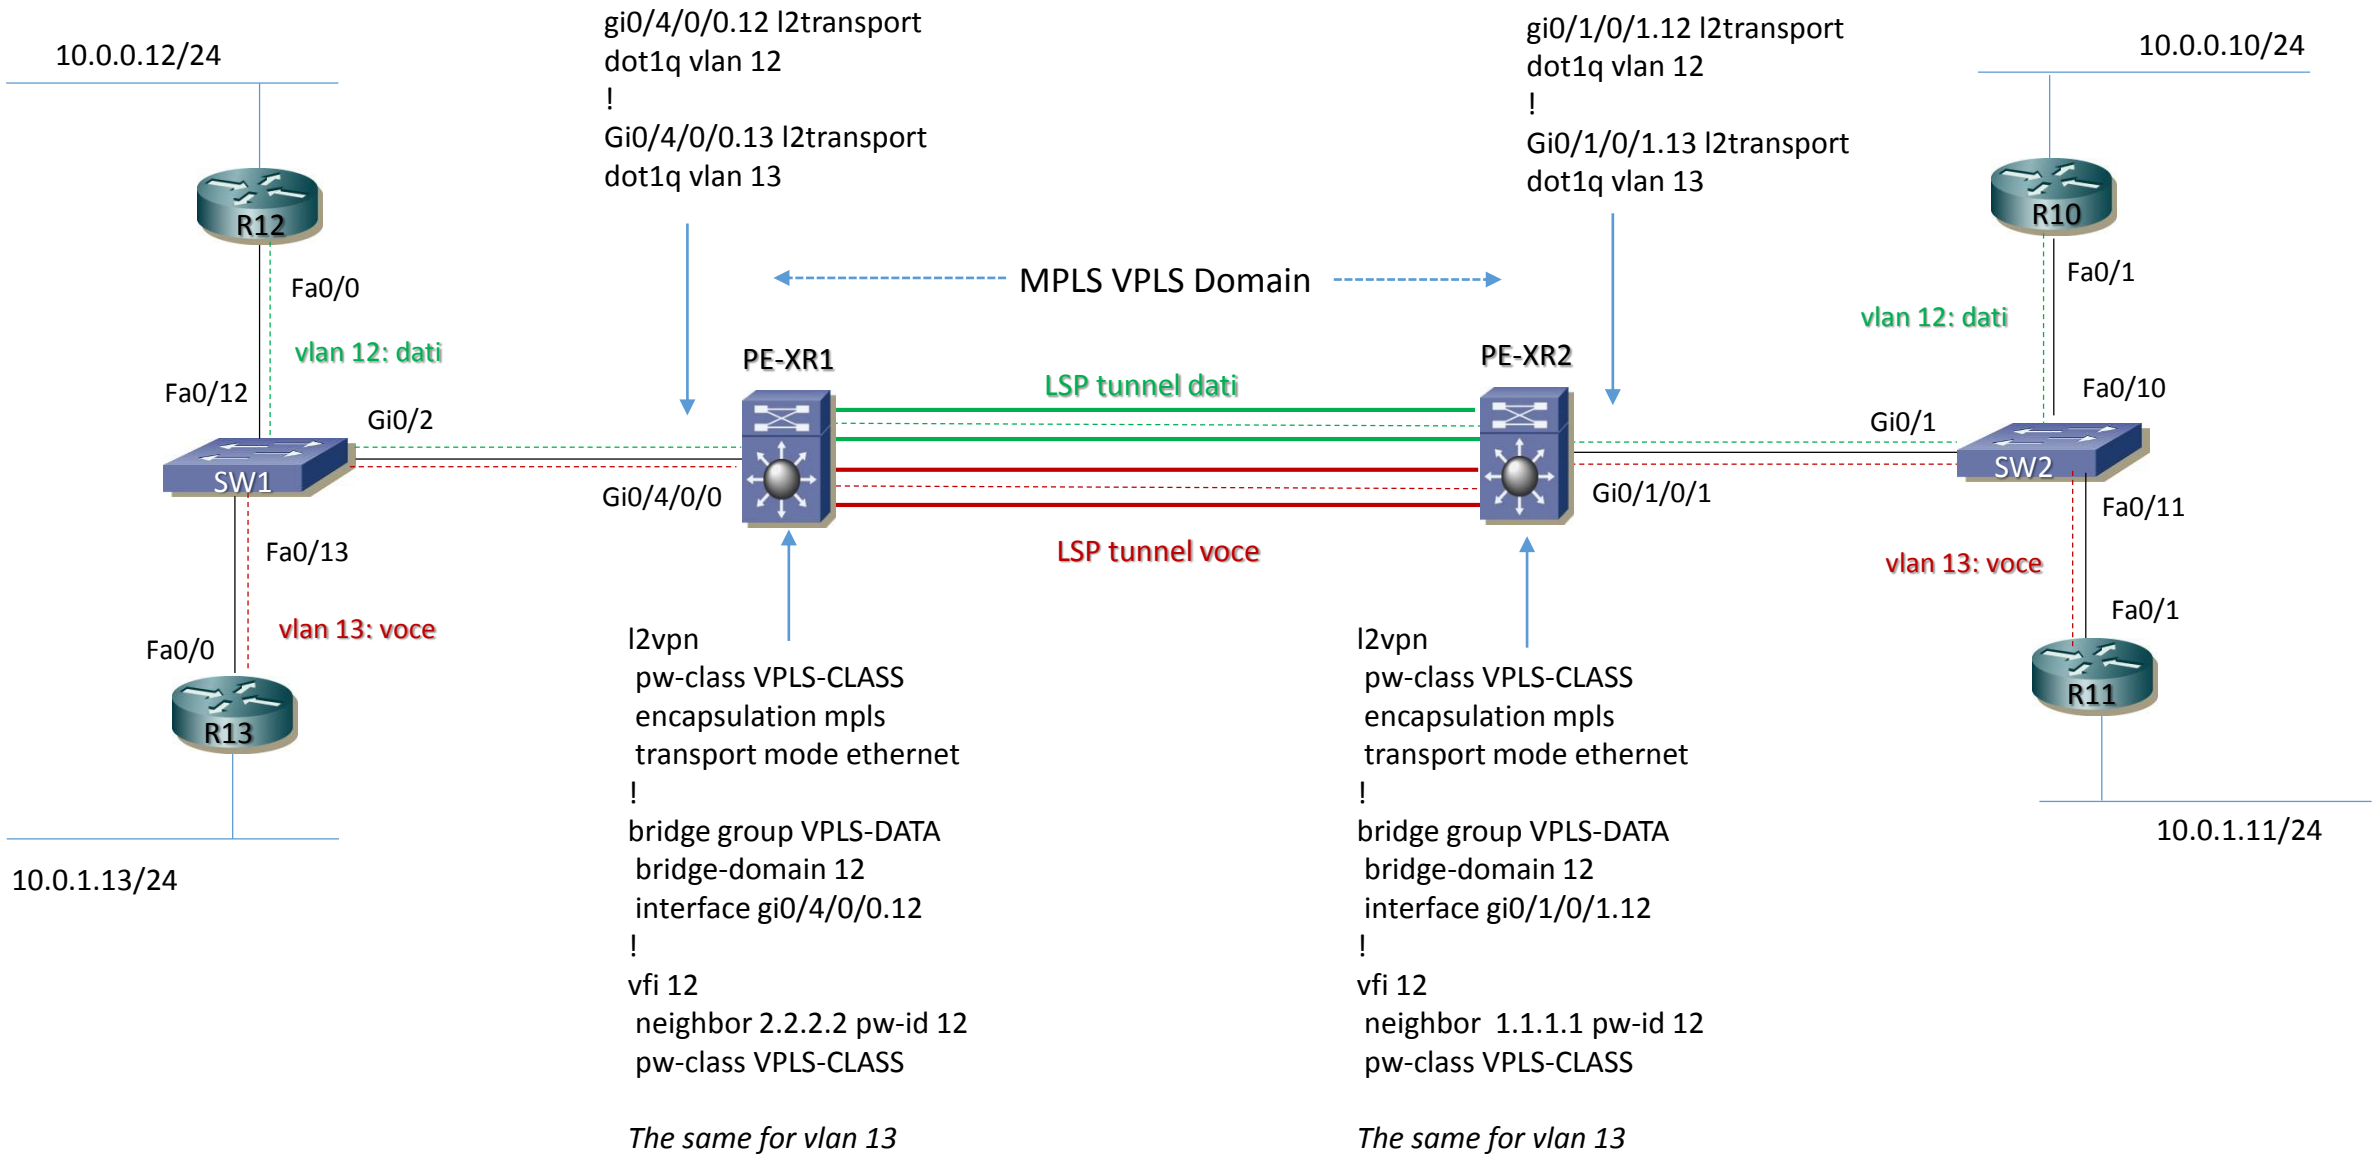 10.0.0.12/24
gi0/4/0/0.12 l2transport
dot1q vlan 12
!
Gi0/4/0/0.13 l2transport
dot1q vlan 13
gi0/1/0/1.12 l2transport
dot1q vlan 12
!
Gi0/1/0/1.13 l2transport
dot1q vlan 13
10.0.0.10/24
R12
R10
Fa0/0
MPLS VPLS Domain
Fa0/1
vlan 12: dati
vlan 12: dati
PE-XR1
PE-XR2
Fa0/12
LSP tunnel dati
Fa0/10
Gi0/2
Gi0/1
SW1
SW2
Gi0/4/0/0
Gi0/1/0/1
Fa0/11
Fa0/13
LSP tunnel voce
vlan 13: voce
vlan 13: voce
Fa0/1
Fa0/0
R13
R11
10.0.1.13/24
10.0.1.11/24
l2vpn
pw-class VPLS-CLASS
encapsulation mpls
transport mode ethernet
!
bridge group VPLS-DATA
bridge-domain 12
interface gi0/4/0/0.12
!
vfi 12
neighbor 2.2.2.2 pw-id 12
pw-class VPLS-CLASS
The same for vlan 13
l2vpn
pw-class VPLS-CLASS
encapsulation mpls
transport mode ethernet
!
bridge group VPLS-DATA
bridge-domain 12
interface gi0/1/0/1.12
!
vfi 12
neighbor  1.1.1.1 pw-id 12
pw-class VPLS-CLASS
The same for vlan 13